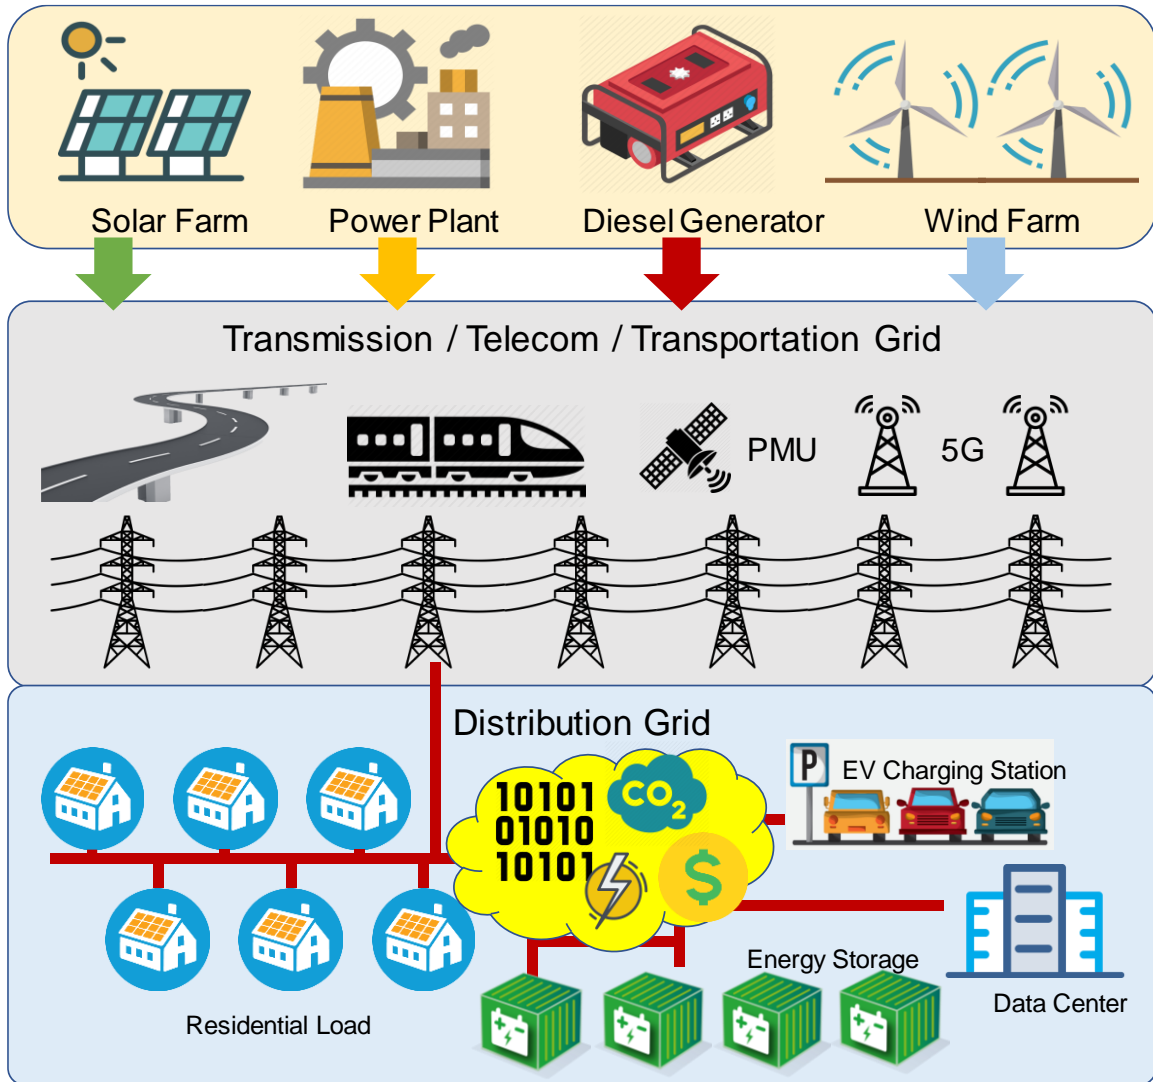 Solar Farm
Power Plant
Diesel Generator
Wind Farm
Transmission / Telecom / Transportation Grid
PMU
5G
Distribution Grid
P
EV Charging Station
10101
01010
10101
CO2
$
Energy Storage
Data Center
Residential Load